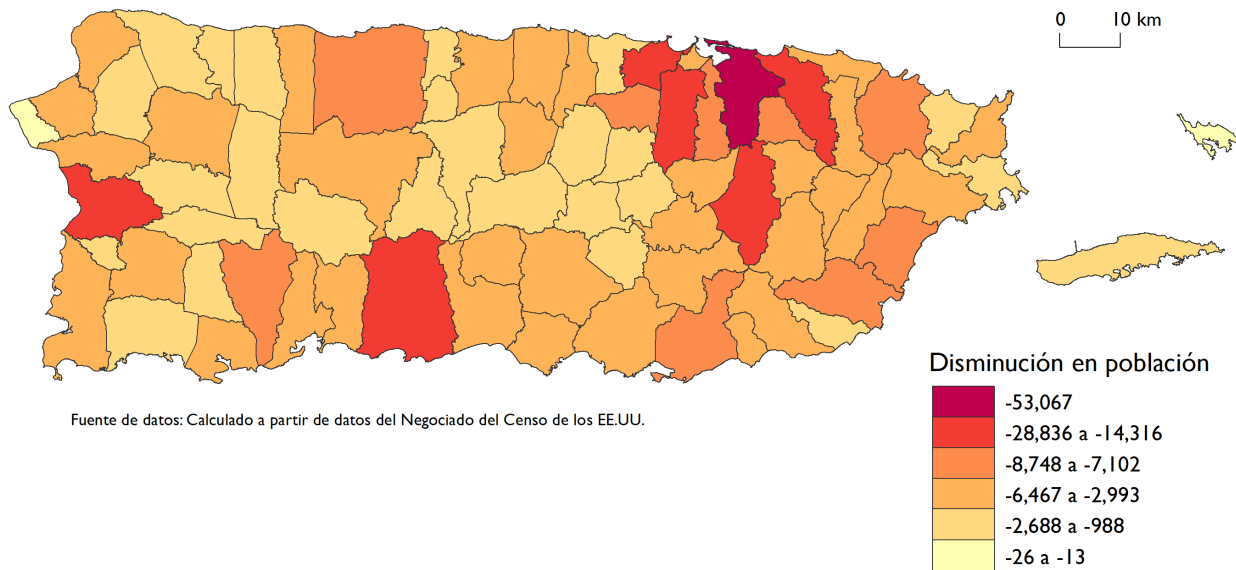 0 10 km
Disminución en población
-53,067
-28,836 a -14,316
-8,748 a -7,102
-6,467 a -2,993
-2,688 a -988
-26 a -13
Fuente de datos: Calculado a partir de datos del Negociado del Censo de los EE.UU.